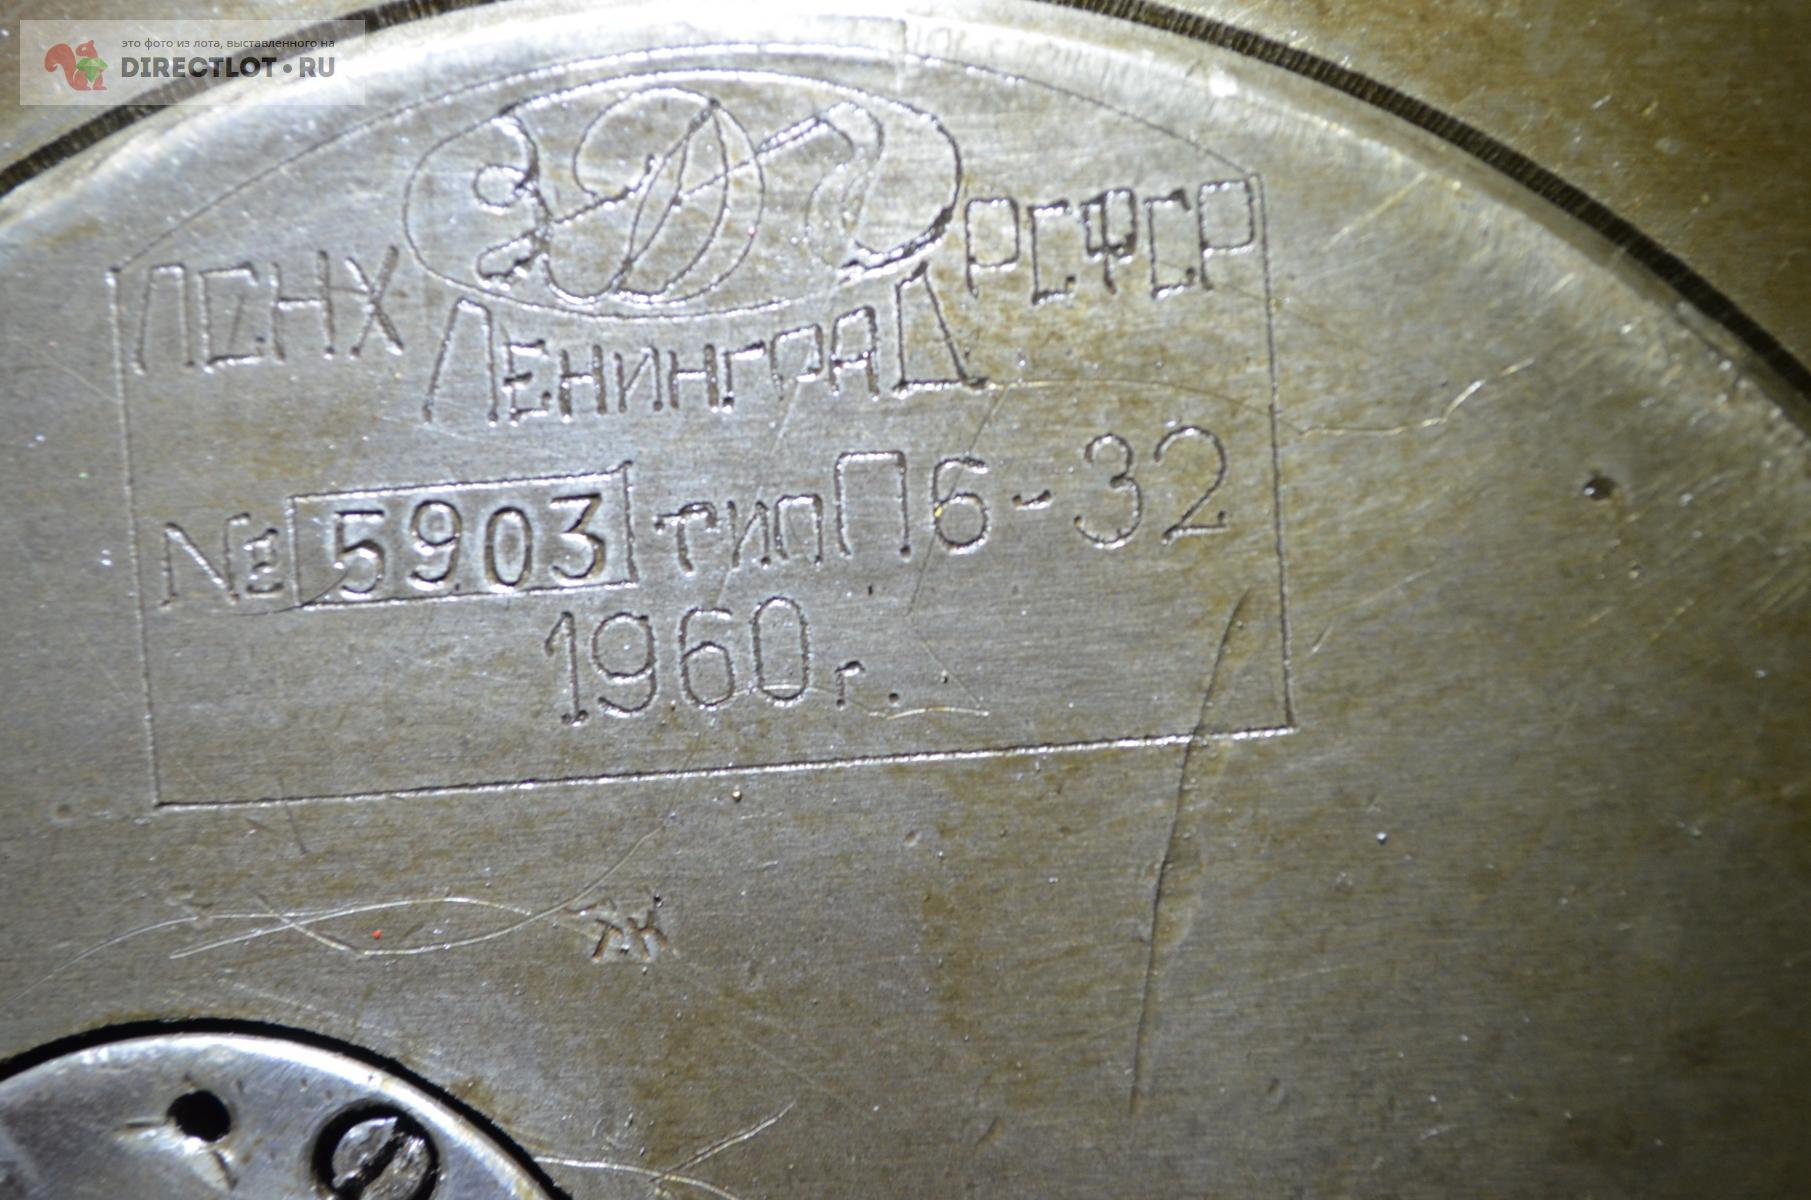 это фото из лота, выставленного на
DIRECTLOT.RU
ЛСНХ РСФСР
ЛЕНИНГРАД
№ 5903 тип П6-32
1960 г.